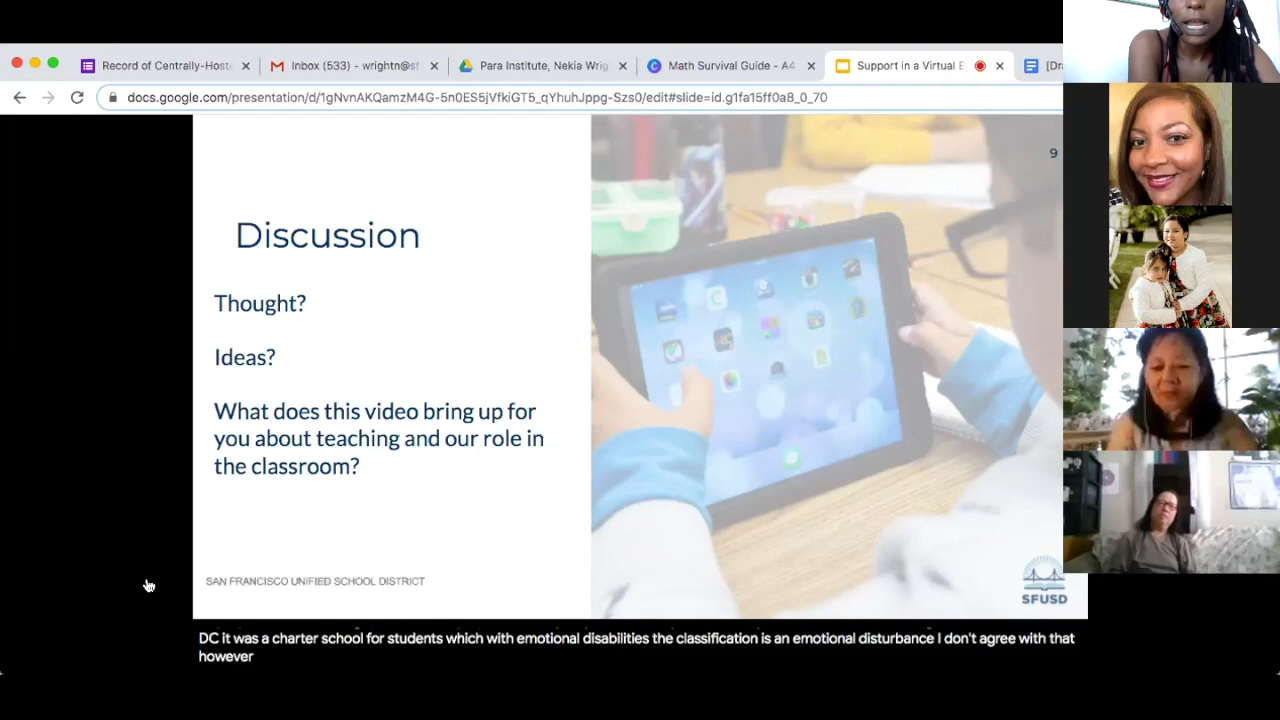 Record of Centrally-Host
Inbox (533) - wrightn@sf
Para Institute, Nekia Wrig
Math Survival Guide - A4
Support in a Virtual E
[Dra
docs.google.com/presentation/d/1gNvnAKQamzM4G-5n0ES5jVfkiGT5_qYhuhJppg-Szs0/edit#slide=id.g1fa15ff0a8_0_70
9
Discussion
Thought?
Ideas?
What does this video bring up for
you about teaching and our role in
the classroom?
SAN FRANCISCO UNIFIED SCHOOL DISTRICT
SFUSD
DC it was a charter school for students which with emotional disabilities the classification is an emotional disturbance I don't agree with that
however